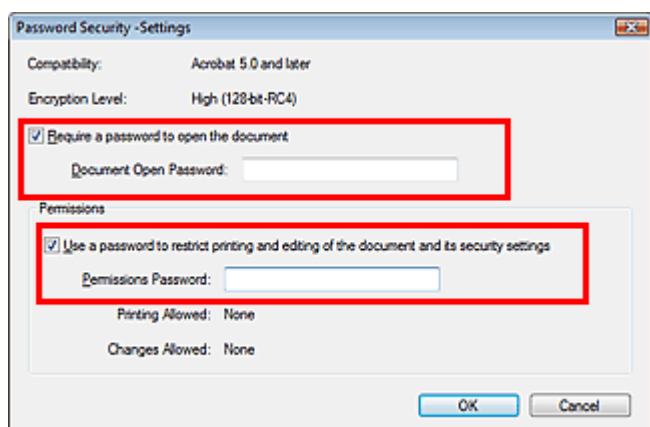 Password Security -Settings
Compatibility: Acrobat 5.0 and later
Encryption Level: High (128-bit-RC4)
Require a password to open the document
Document Open Password:
Permissions
Use a password to restrict printing and editing of the document and its security settings
Permissions Password:
Printing Allowed: None
Changes Allowed: None
OK Cancel